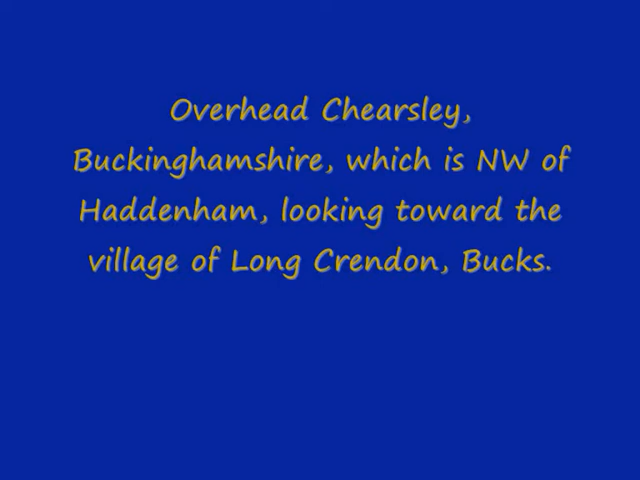 Overhead Chearsley,
Buckinghamshire, which is NW of
Haddenham, looking toward the
village of Long Crendon, Bucks.